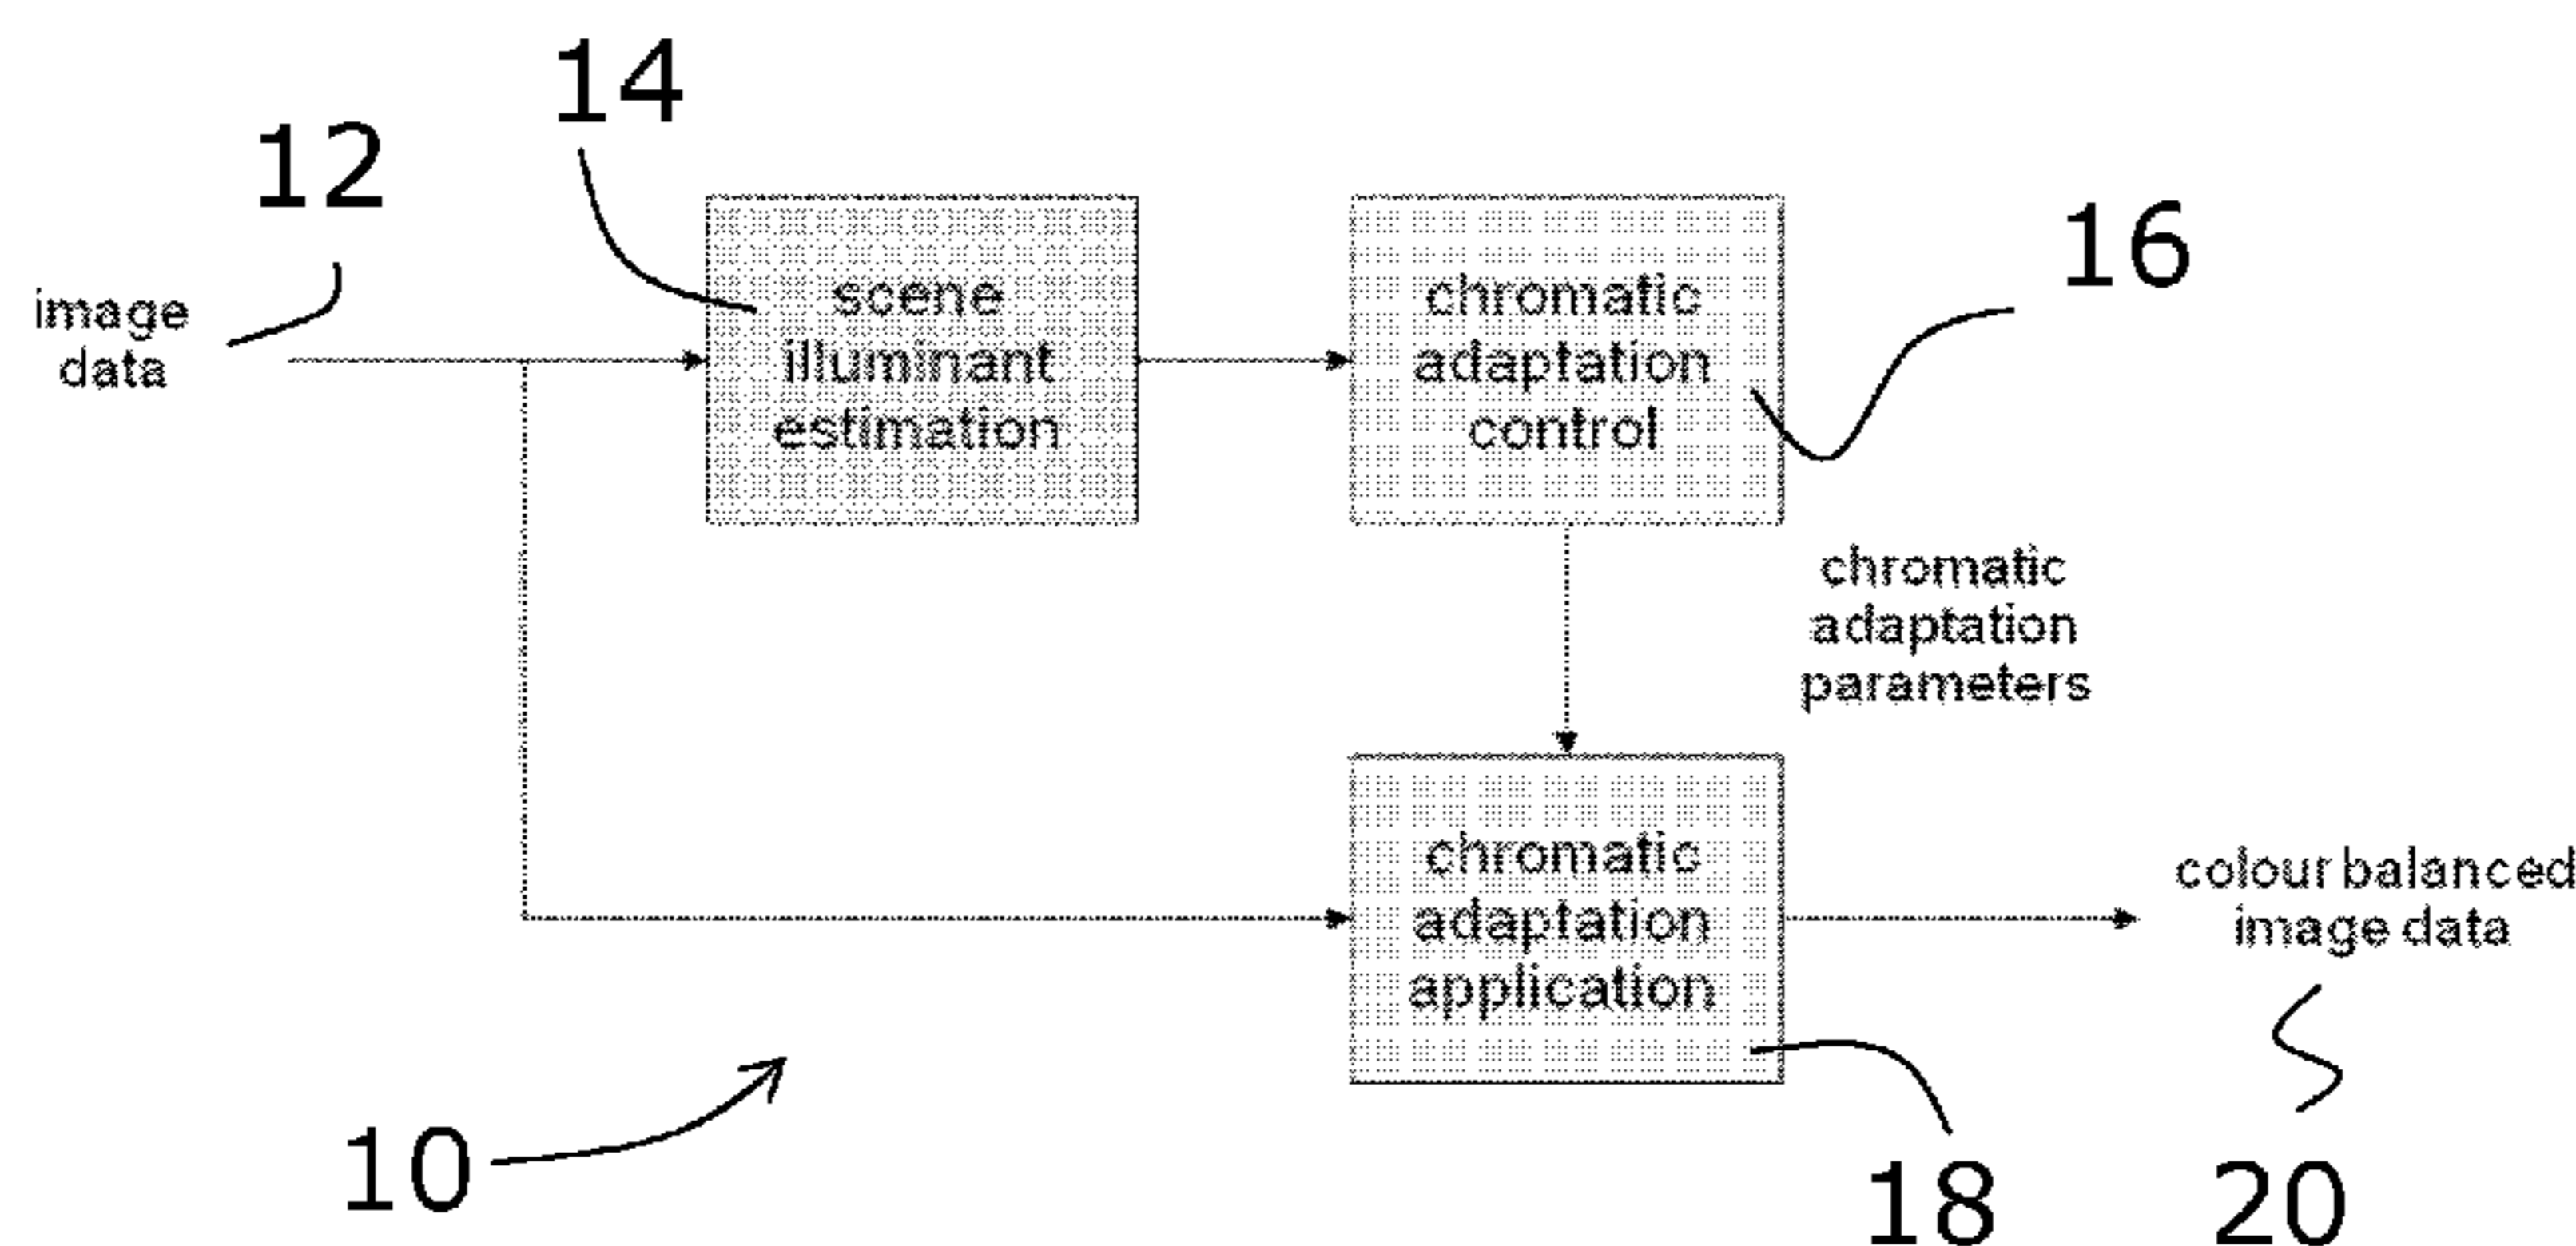 14
12
image
data
scene
illuminant
estimation
chromatic
adaptation
control
16
chromatic
adaptation
parameters
chromatic
adaptation
application
colour balanced
image data
10
18
20